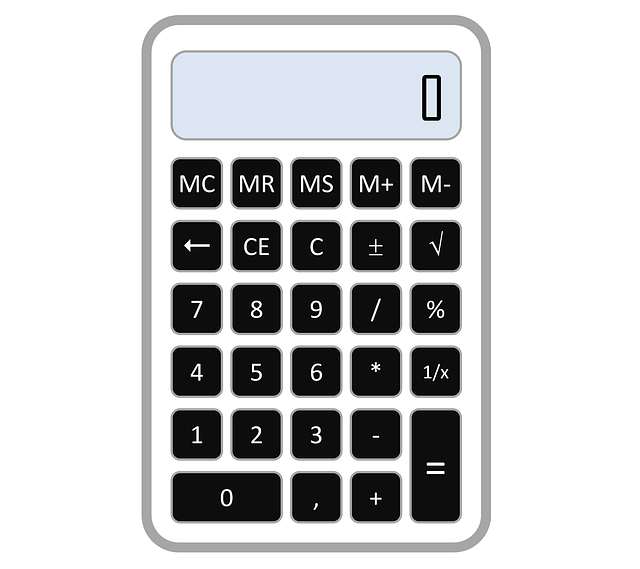 0
MC MR MS M+ M-
← CE C ± √
7 8 9 / %
4 5 6 * 1/x
1 2 3 - =
0 , +